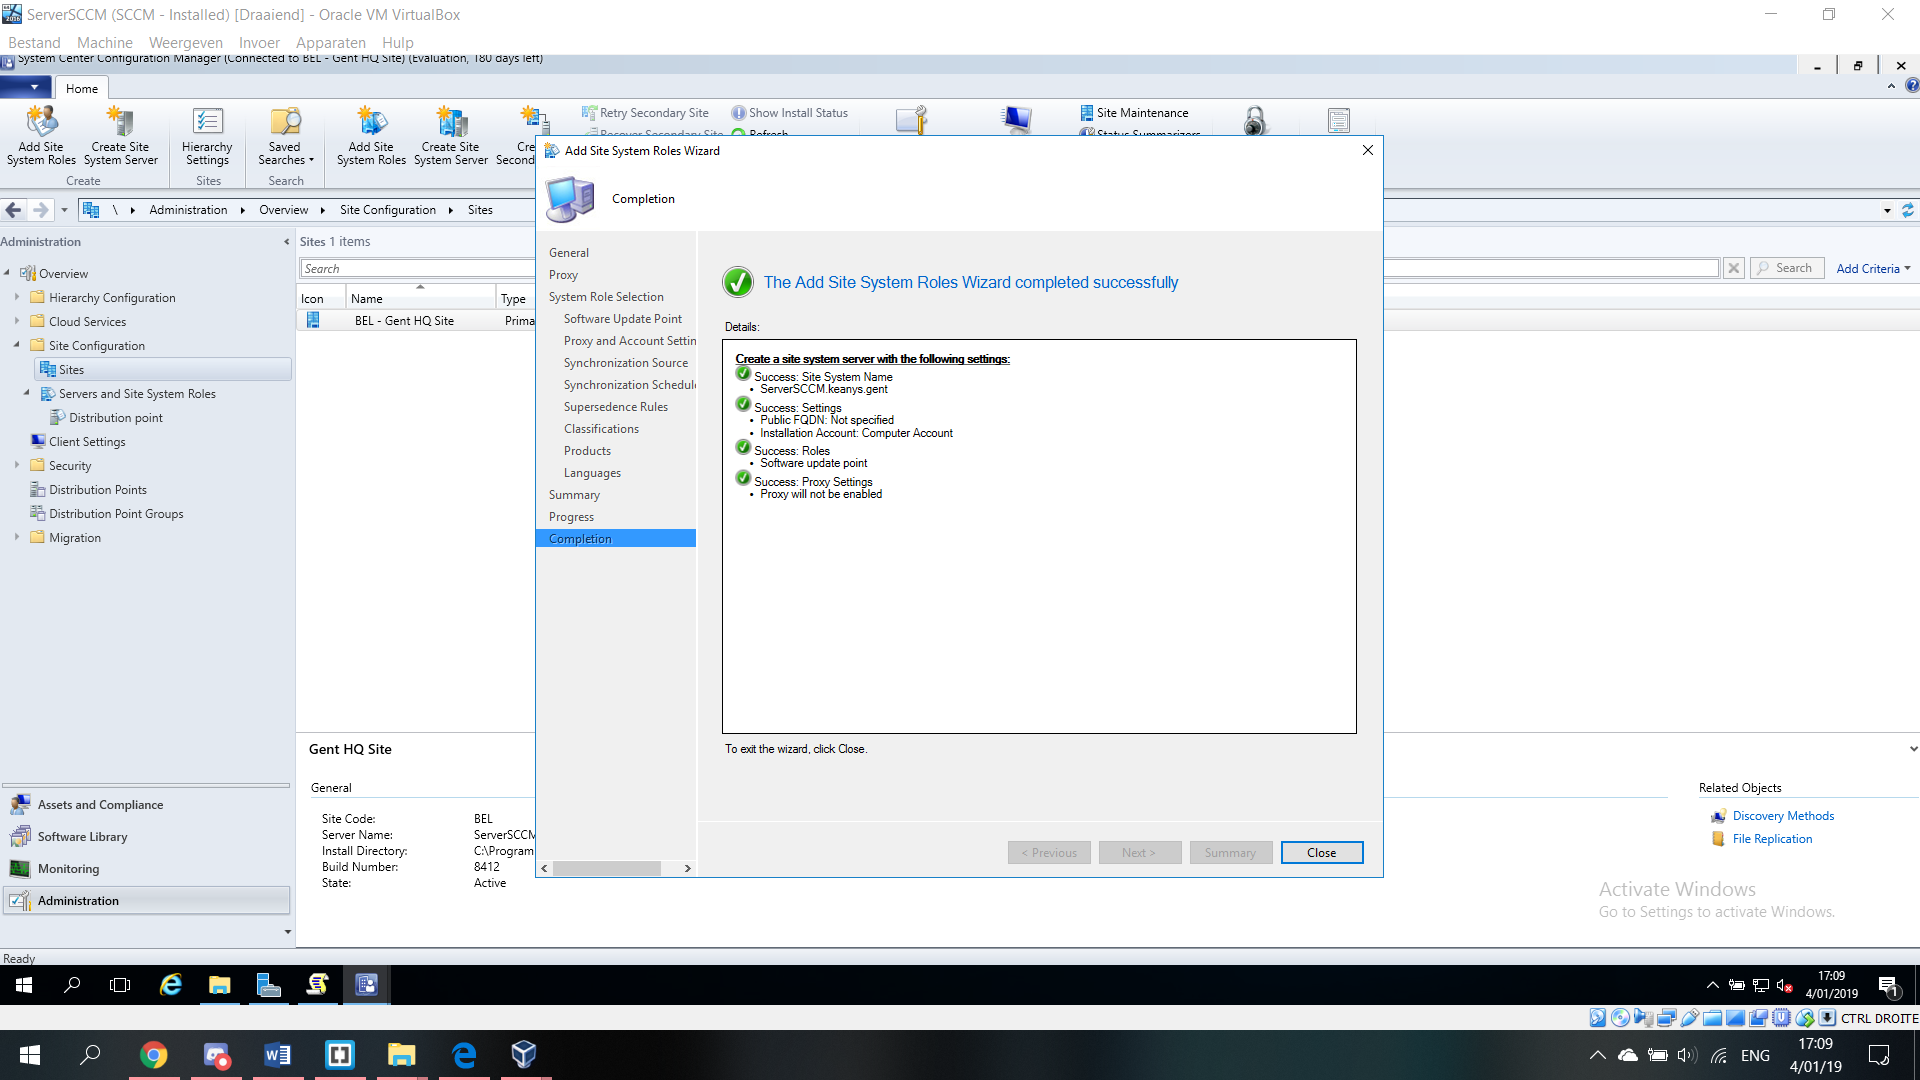 ServerSCCM (SCCM - Installed) [Draaiend] - Oracle VM VirtualBox
Bestand Machine Weergeven Invoer Apparaten Hulp
System Center Configuration Manager (Connected to BEL - Gent HQ Site) (Evaluation, 180 days left)
Home
Add Site System Roles
Create Site System Server
Hierarchy Settings
Saved Searches
Add Site System Roles
Create Site System Server
Retry Secondary Site
Recover Secondary Site
Show Install Status
Refresh
Site Maintenance
Status Summarizers
Create
Sites
Search
\ Administration Overview Site Configuration Sites
Administration
Overview
Hierarchy Configuration
Cloud Services
Site Configuration
Sites
Servers and Site System Roles
Distribution point
Client Settings
Security
Distribution Points
Distribution Point Groups
Migration
Assets and Compliance
Software Library
Monitoring
Administration
Ready
Sites 1 items
Search
Search
Add Criteria
Icon Name Type
BEL - Gent HQ Site
Add Site System Roles Wizard
Completion
General
Proxy
System Role Selection
Software Update Point
Proxy and Account Settin
Synchronization Source
Synchronization Schedul
Supersedence Rules
Classifications
Products
Languages
Summary
Progress
Completion
The Add Site System Roles Wizard completed successfully
Details:
Create a site system server with the following settings:
Success: Site System Name
• ServerSCCM.keanys.gent
Success: Settings
• Public FQDN: Not specified
• Installation Account: Computer Account
Success: Roles
• Software update point
Success: Proxy Settings
• Proxy will not be enabled
To exit the wizard, click Close.
< Previous
Next >
Summary
Close
Gent HQ Site
General
Site Code: BEL
Server Name: ServerSCCM
Install Directory: C:\Program
Build Number: 8412
State: Active
Related Objects
Discovery Methods
File Replication
Activate Windows
Go to Settings to activate Windows.
17:09
4/01/2019
1
CTRL DROITE
ENG
17:09
4/01/19